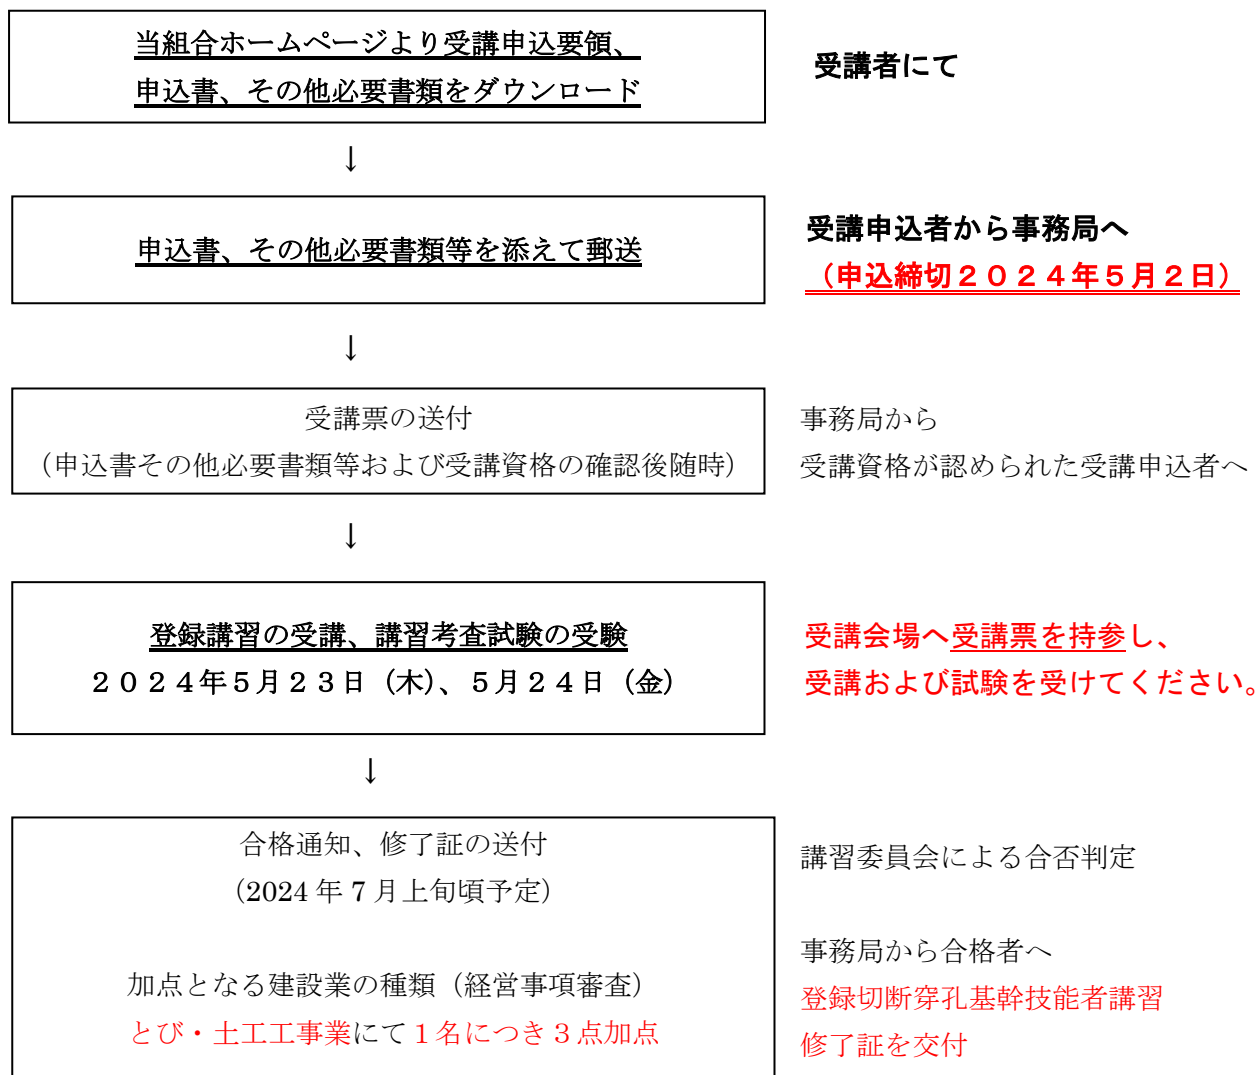 当組合ホームページより受講申込要領、
申込書、その他必要書類をダウンロード
受講者にて
↓
申込書、その他必要書類等を添えて郵送
受講申込者から事務局へ
（申込締切２０２４年５月２日）
↓
受講票の送付
（申込書その他必要書類等および受講資格の確認後随時）
事務局から
受講資格が認められた受講申込者へ
↓
登録講習の受講、講習考査試験の受験
２０２４年５月２３日（木）、５月２４日（金）
受講会場へ受講票を持参し、
受講および試験を受けてください。
↓
合格通知、修了証の送付
（2024 年 7 月上旬頃予定）
加点となる建設業の種類（経営事項審査）
とび・土工工事業にて１名につき３点加点
講習委員会による合否判定
事務局から合格者へ
登録切断穿孔基幹技能者講習
修了証を交付